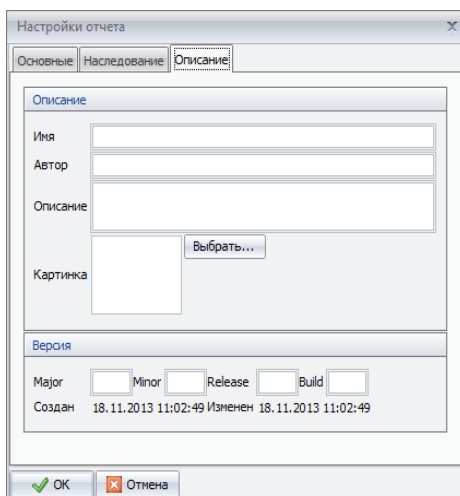 Настройки отчета
Основные Наследование Описание
Описание
Имя
Автор
Описание
Выбрать...
Картинка
Версия
Major Minor Release Build
Создан 18.11.2013 11:02:49 Изменен 18.11.2013 11:02:49
OK Отмена